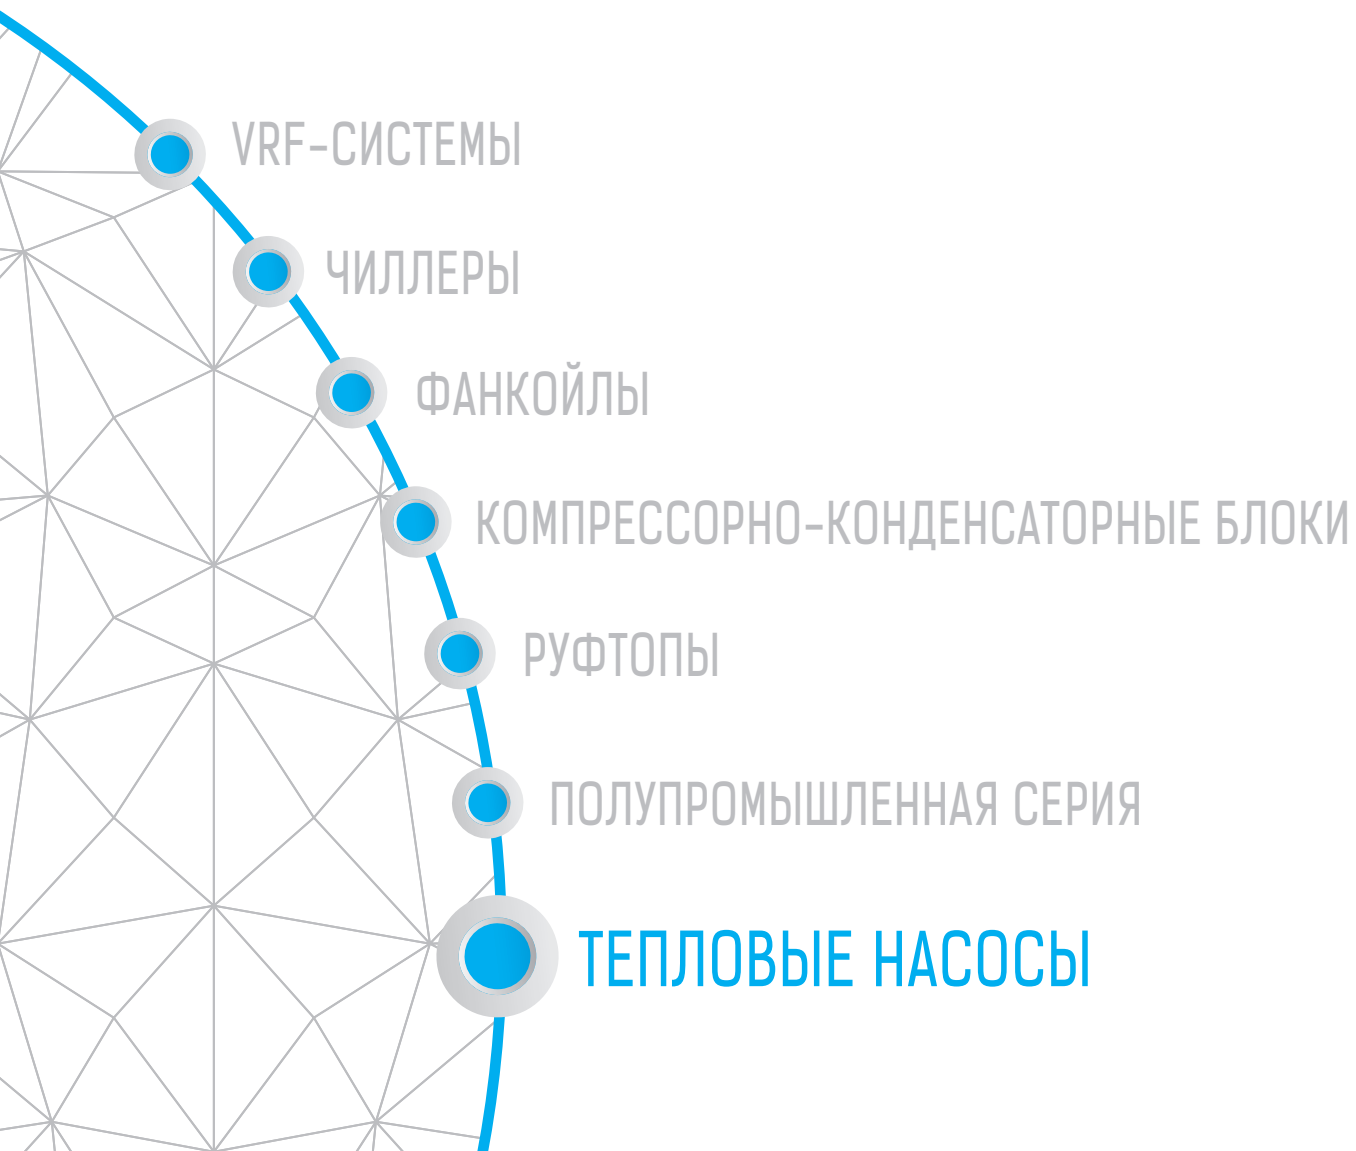 VRF-СИСТЕМЫ
ЧИЛЛЕРЫ
ФАНКОЙЛЫ
КОМПРЕССОРНО-КОНДЕНСАТОРНЫЕ БЛОКИ
РУФТОПЫ
ПОЛУПРОМЫШЛЕННАЯ СЕРИЯ
ТЕПЛОВЫЕ НАСОСЫ